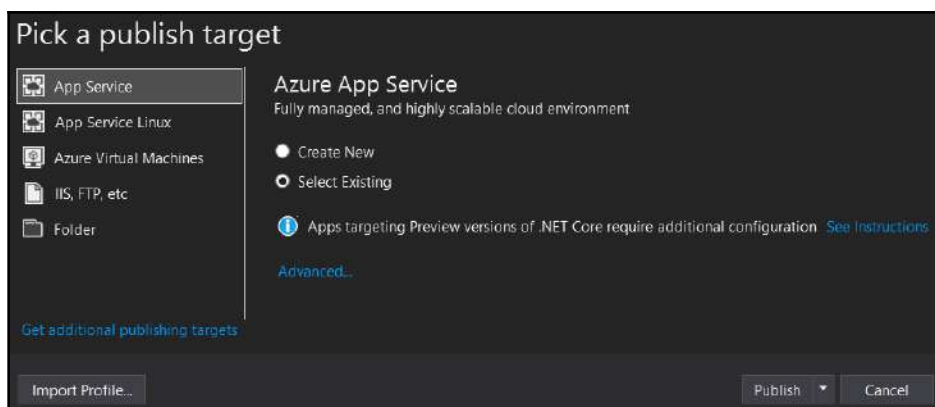 Pick a publish target
App Service
App Service Linux
Azure Virtual Machines
IIS, FTP, etc
Folder
Get additional publishing targets
Azure App Service
Fully managed, and highly scalable cloud environment
Create New
Select Existing
Apps targeting Preview versions of .NET Core require additional configuration See Instructions
Advanced...
Import Profile...
Publish
Cancel